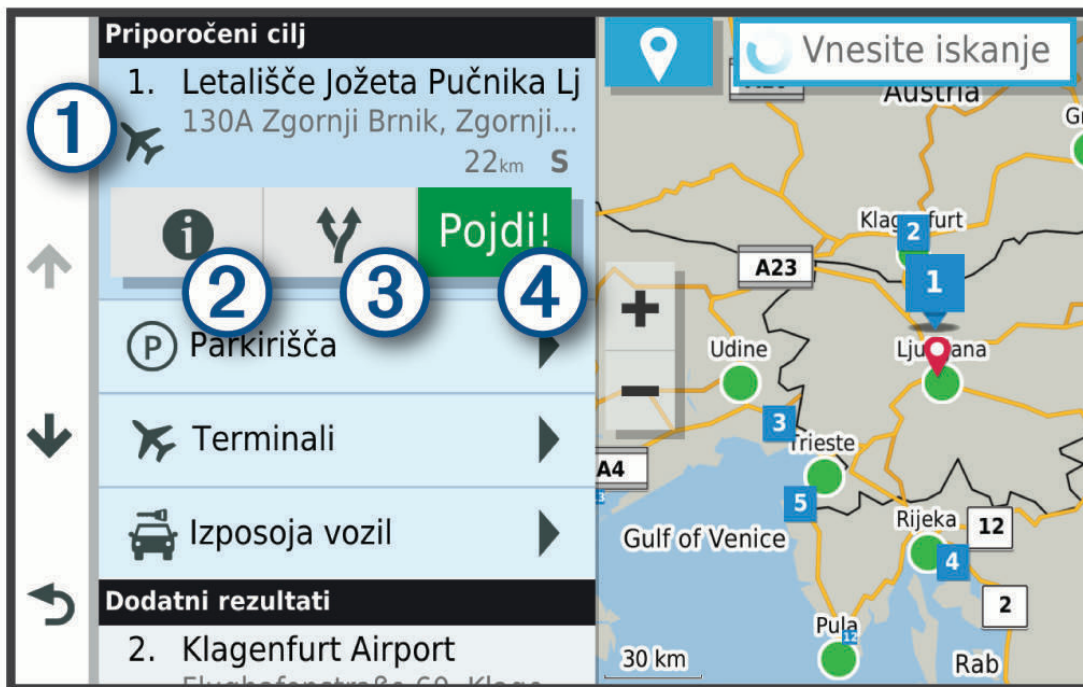 Priporočeni cilj
1. Letališče Jožeta Pučnika Lj
130A Zgornji Brnik, Zgornji...
22km S
1
Pojdi!
2
3
4
Parkirišča
Terminali
Izposoja vozil
Dodatni rezultati
2. Klagenfurt Airport
Vnesite iskanje
Austria
Klagenfurt
2
A23
1
Udine
3
Trieste
A4
13
5
Gulf of Venice
Rijeka
12
4
2
Pula
12
30 km
Rab